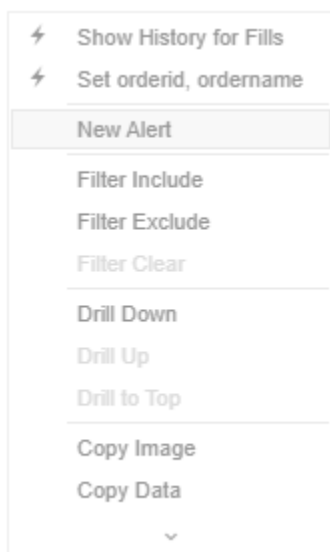 Show History for Fills
Set orderid, ordername
New Alert
Filter Include
Filter Exclude
Filter Clear
Drill Down
Drill Up
Drill to Top
Copy Image
Copy Data